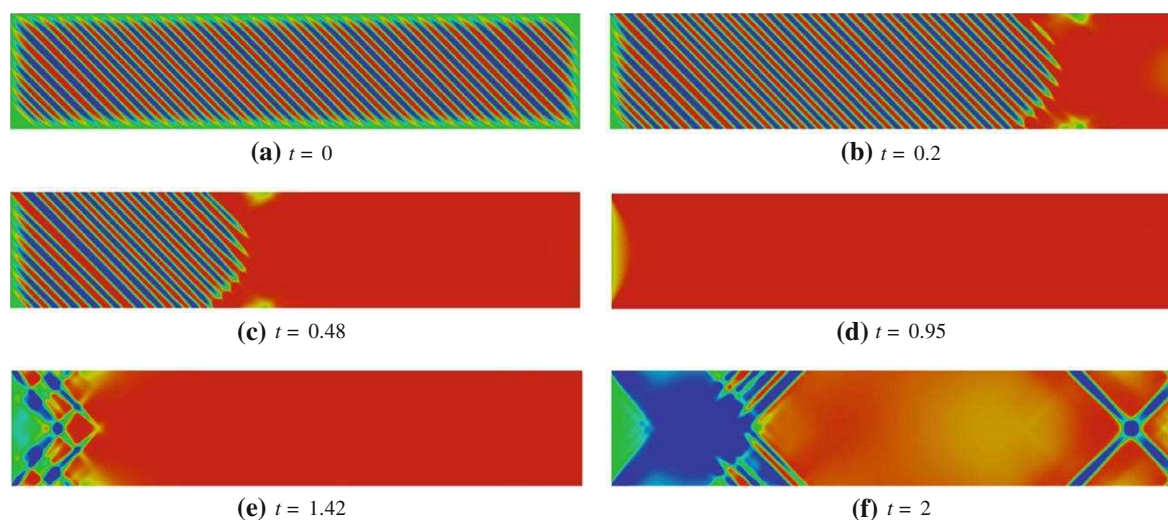 (a) t = 0
(b) t = 0.2
(c) t = 0.48
(d) t = 0.95
(e) t = 1.42
(f) t = 2